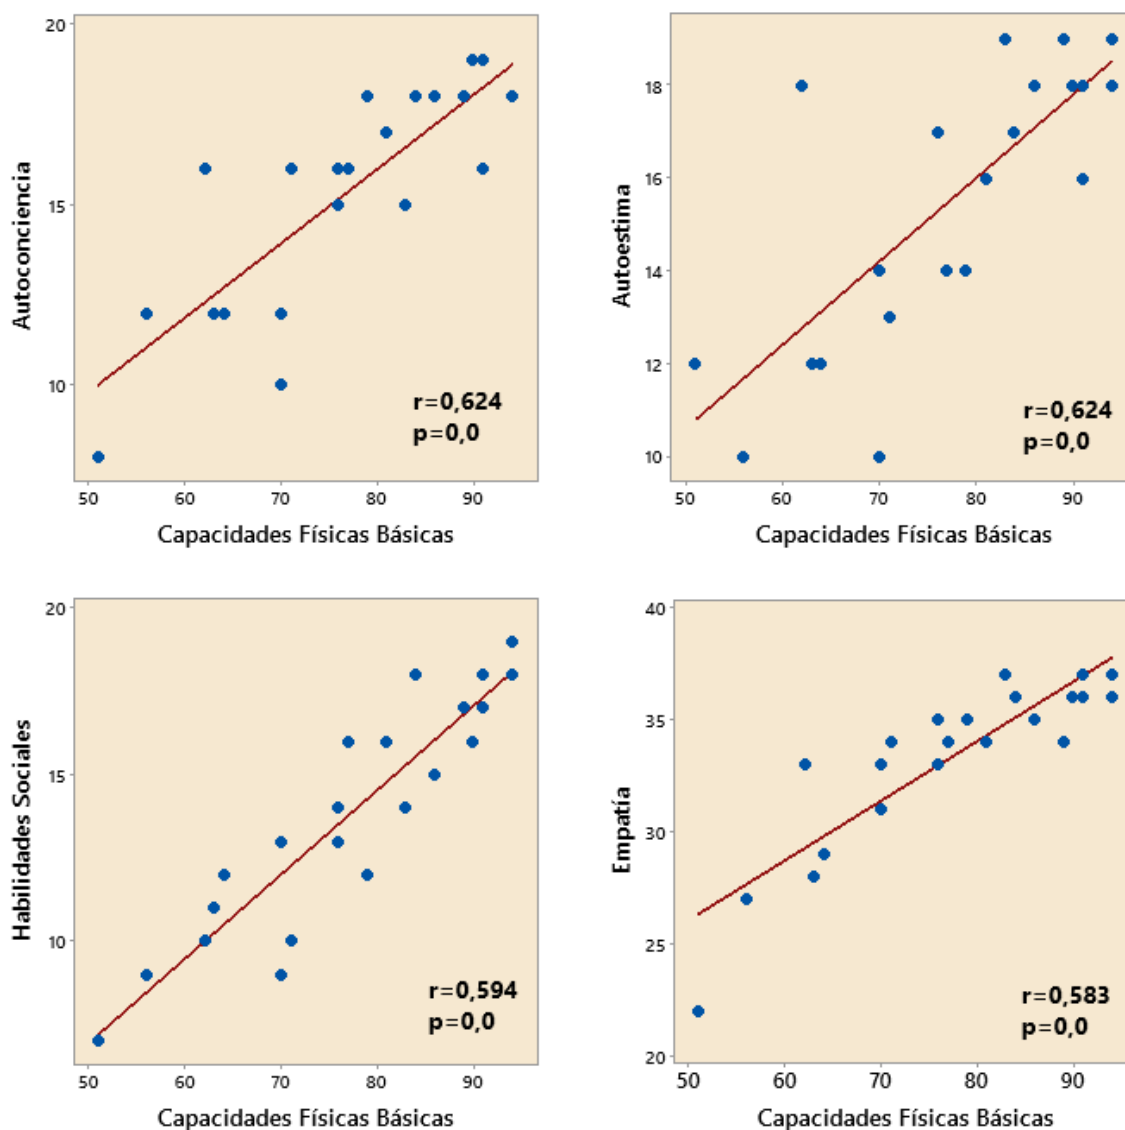 20
15
10
Autoconciencia
r=0,624
p=0,0
50 60 70 80 90
Capacidades Físicas Básicas
18
16
14
12
10
Autoestima
r=0,624
p=0,0
50 60 70 80 90
Capacidades Físicas Básicas
20
15
10
Habilidades Sociales
r=0,594
p=0,0
50 60 70 80 90
Capacidades Físicas Básicas
40
35
30
25
20
Empatía
r=0,583
p=0,0
50 60 70 80 90
Capacidades Físicas Básicas